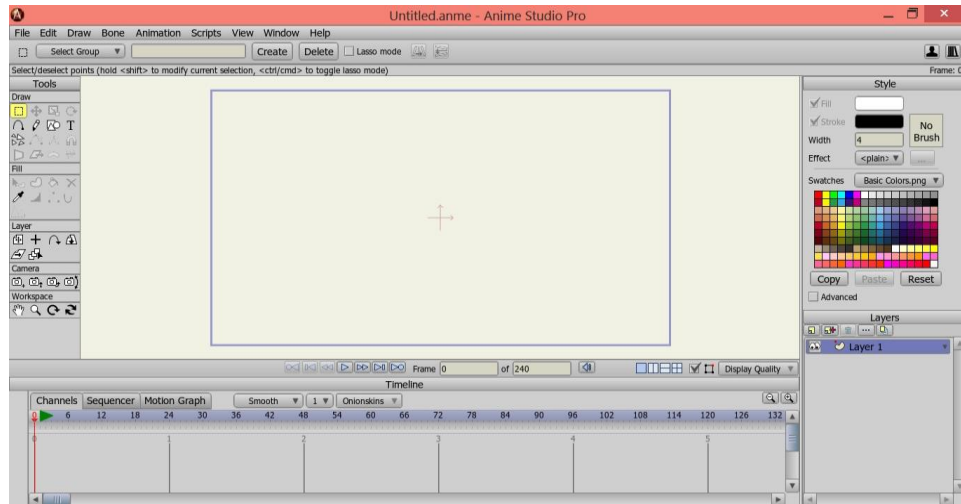 Untitled.anme - Anime Studio Pro
File Edit Draw Bone Animation Scripts View Window Help
Select Group Create Delete Lasso mode
Select/deselect points (hold <shift> to modify current selection, <ctrl/cmd> to toggle lasso mode)
Frame: 0
Tools
Draw
T
Fill
Layer
Camera
Workspace
Style
Fill
Stroke
No Brush
Width 4
Effect <plain> ...
Swatches Basic Colors.png
Copy Paste Reset
Advanced
Layers
Layer 1
Frame 0 of 240 Display Quality
Timeline
Channels Sequencer Motion Graph Smooth 1 Onionskins
0 6 12 18 24 30 36 42 48 54 60 66 72 78 84 90 96 102 108 114 120 126 132
0 1 2 3 4 5